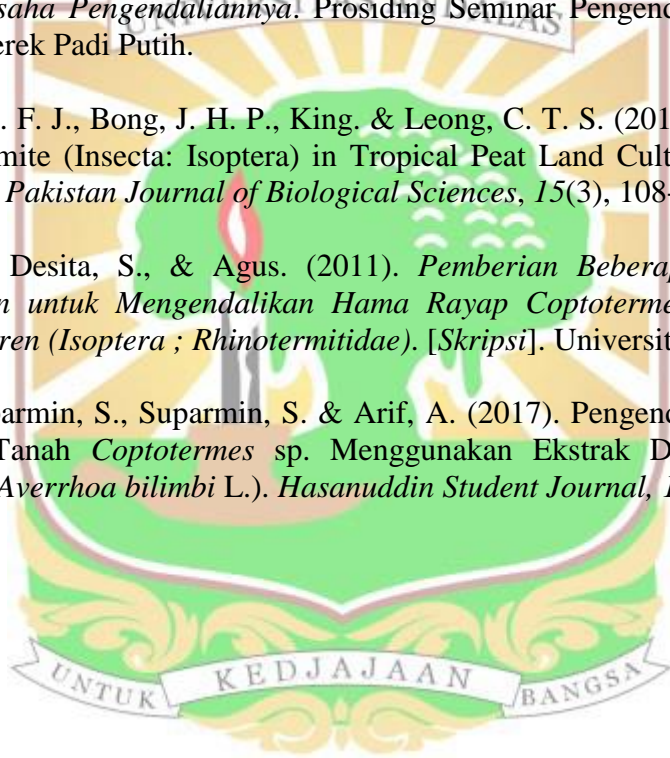 saha Pengendaliannya. Prosiding Seminar Pengend
erek Padi Putih.
. F. J., Bong, J. H. P., King. & Leong, C. T. S. (201
mite (Insecta: Isoptera) in Tropical Peat Land Cult
Pakistan Journal of Biological Sciences, 15(3), 108-
Desita, S., & Agus. (2011). Pemberian Bebera
n untuk Mengendalikan Hama Rayap Coptoterme
ren (Isoptera ; Rhinotermitidae). [Skripsi]. Universit
armin, S., Suparmin, S. & Arif, A. (2017). Pengend
Tanah Coptotermes sp. Menggunakan Ekstrak D
Averrhoa bilimbi L.). Hasanuddin Student Journal, 1
UNTUK KEDJAJAAN BANGSA